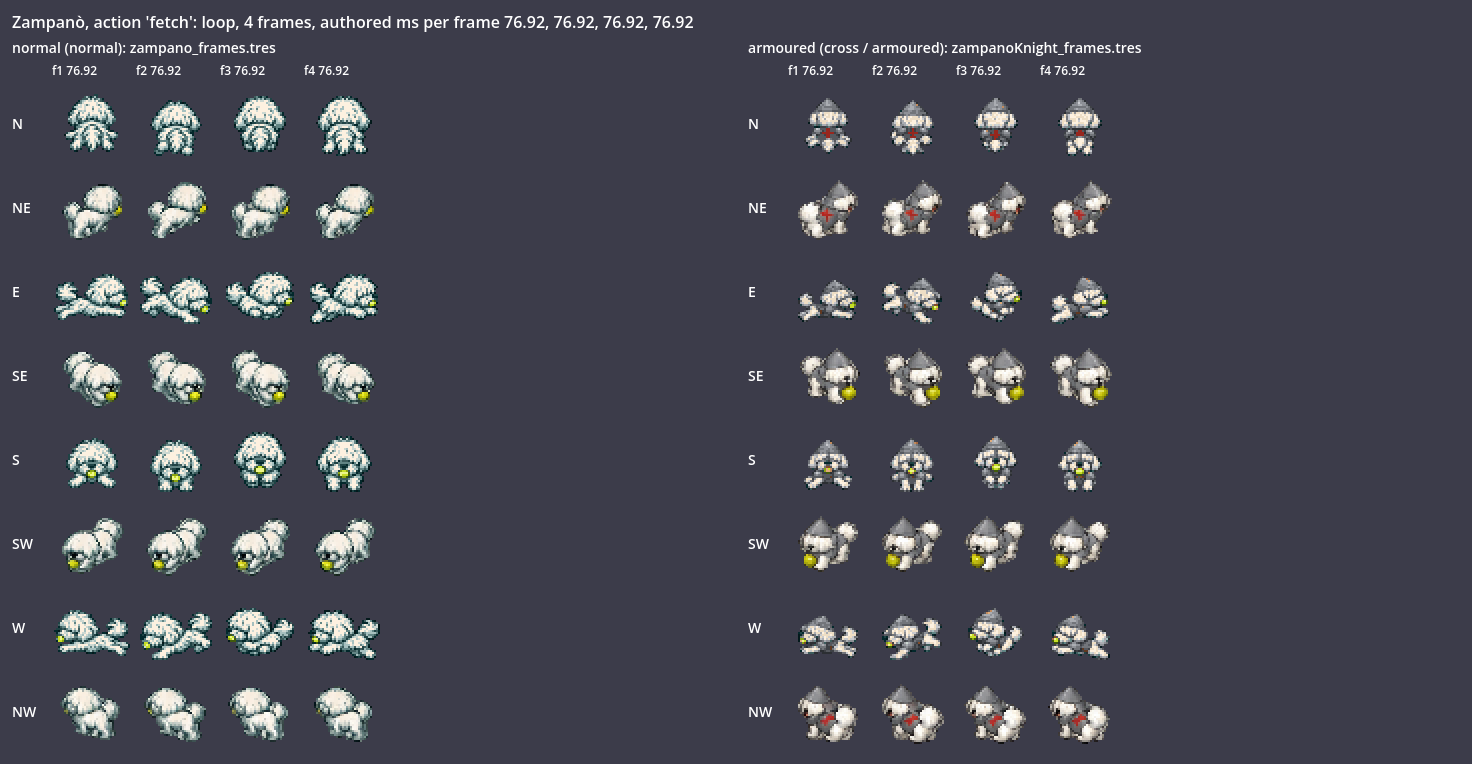 Zampanò, action 'fetch': loop, 4 frames, authored ms per frame 76.92, 76.92, 76.92, 76.92
normal (normal): zampano_frames.tres
f1 76.92 f2 76.92 f3 76.92 f4 76.92
N
NE
E
SE
S
SW
W
NW
armoured (cross / armoured): zampanoKnight_frames.tres
f1 76.92 f2 76.92 f3 76.92 f4 76.92
N
NE
E
SE
S
SW
W
NW